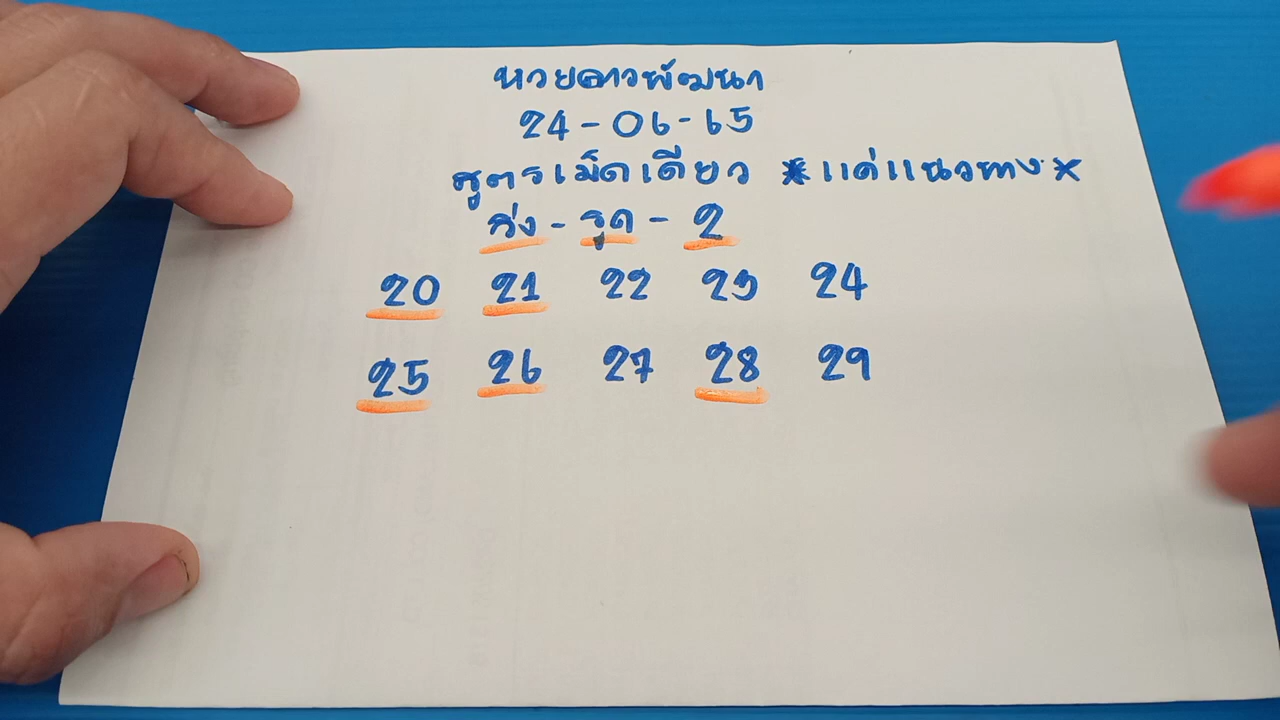 หวยลาวพัฒนา
24-06-65
สูตรเม็ดเดียว *แค่แนวทาง*
วิ่ง - รูด - 2
20 21 22 23 24
25 26 27 28 29